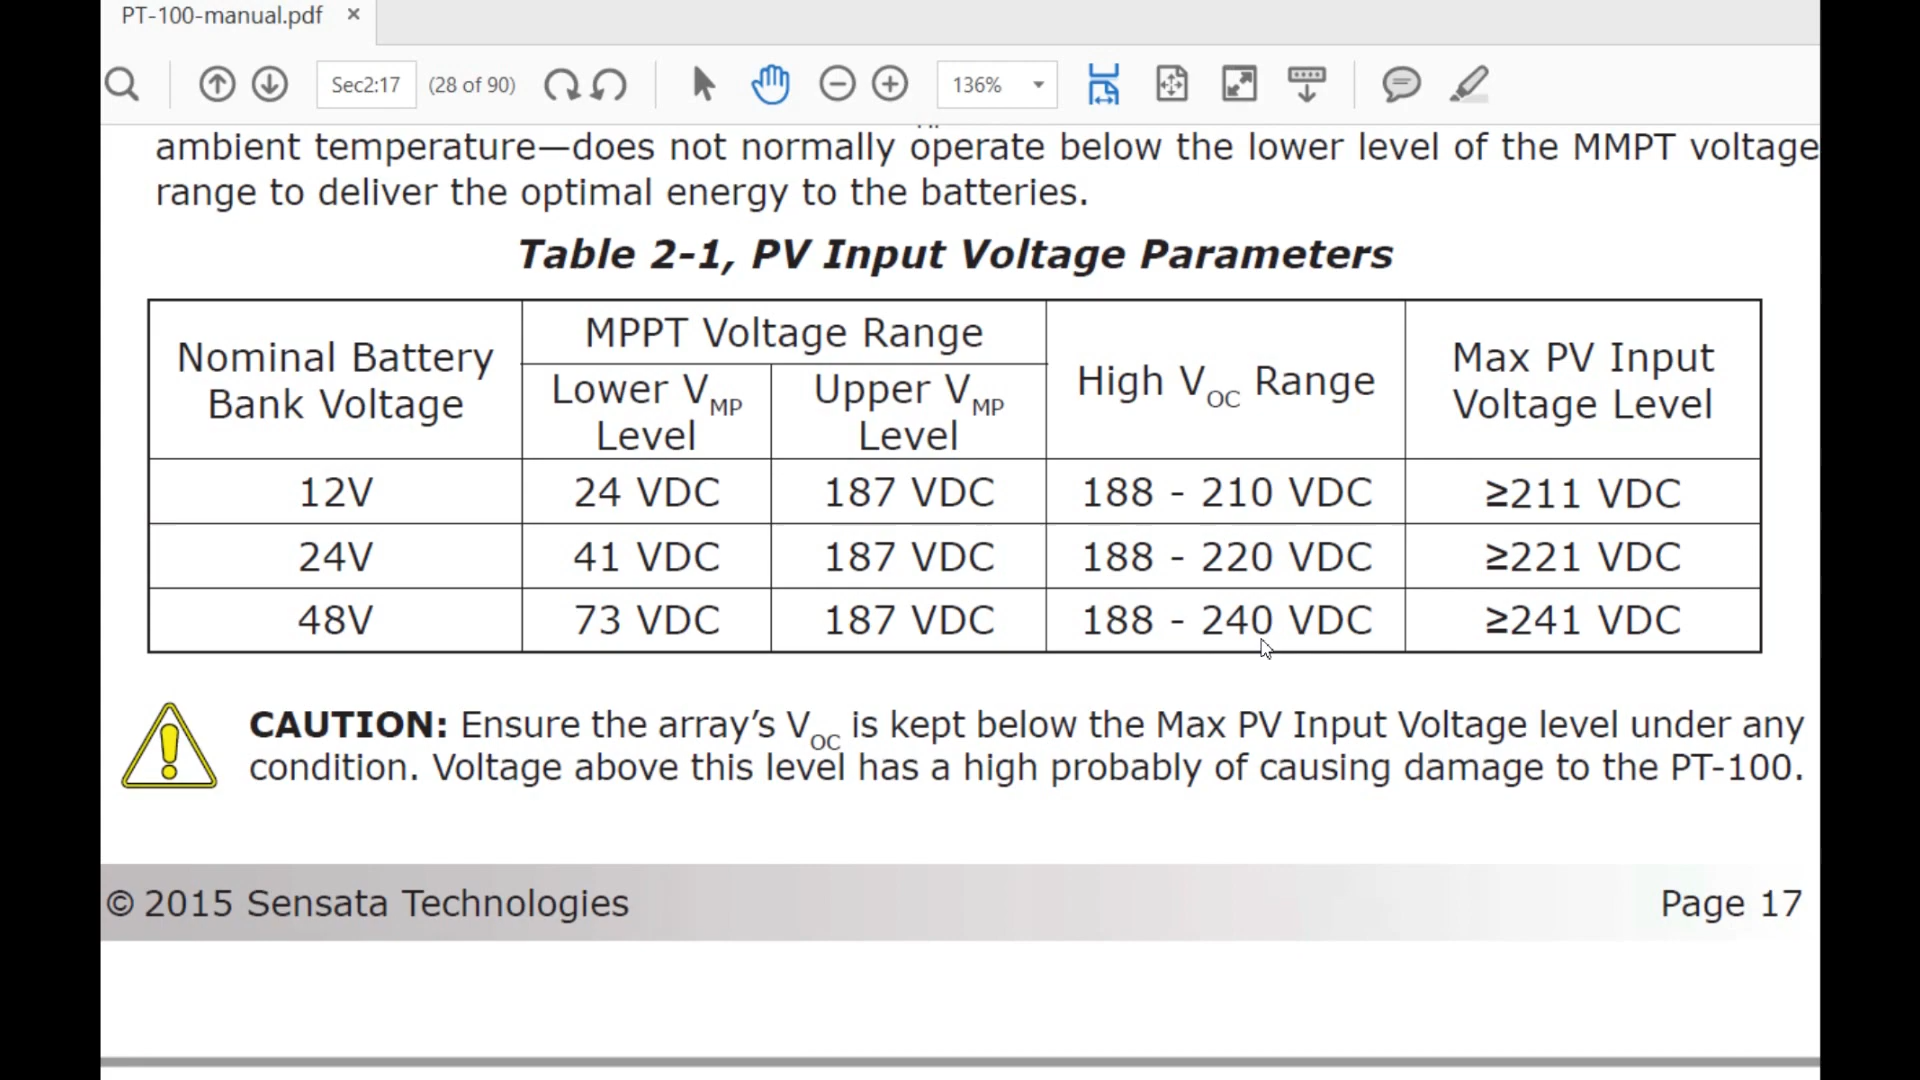 PT-100-manual.pdf
Sec2:17 (28 of 90) 136%
ambient temperature—does not normally operate below the lower level of the MMPT voltage
range to deliver the optimal energy to the batteries.
Table 2-1, PV Input Voltage Parameters
Nominal Battery Bank Voltage
MPPT Voltage Range
Lower VMP Level
Upper VMP Level
High VOC Range
Max PV Input Voltage Level
12V 24 VDC 187 VDC 188 - 210 VDC ≥211 VDC
24V 41 VDC 187 VDC 188 - 220 VDC ≥221 VDC
48V 73 VDC 187 VDC 188 - 240 VDC ≥241 VDC
CAUTION: Ensure the array’s VOC is kept below the Max PV Input Voltage level under any
condition. Voltage above this level has a high probably of causing damage to the PT-100.
© 2015 Sensata Technologies Page 17